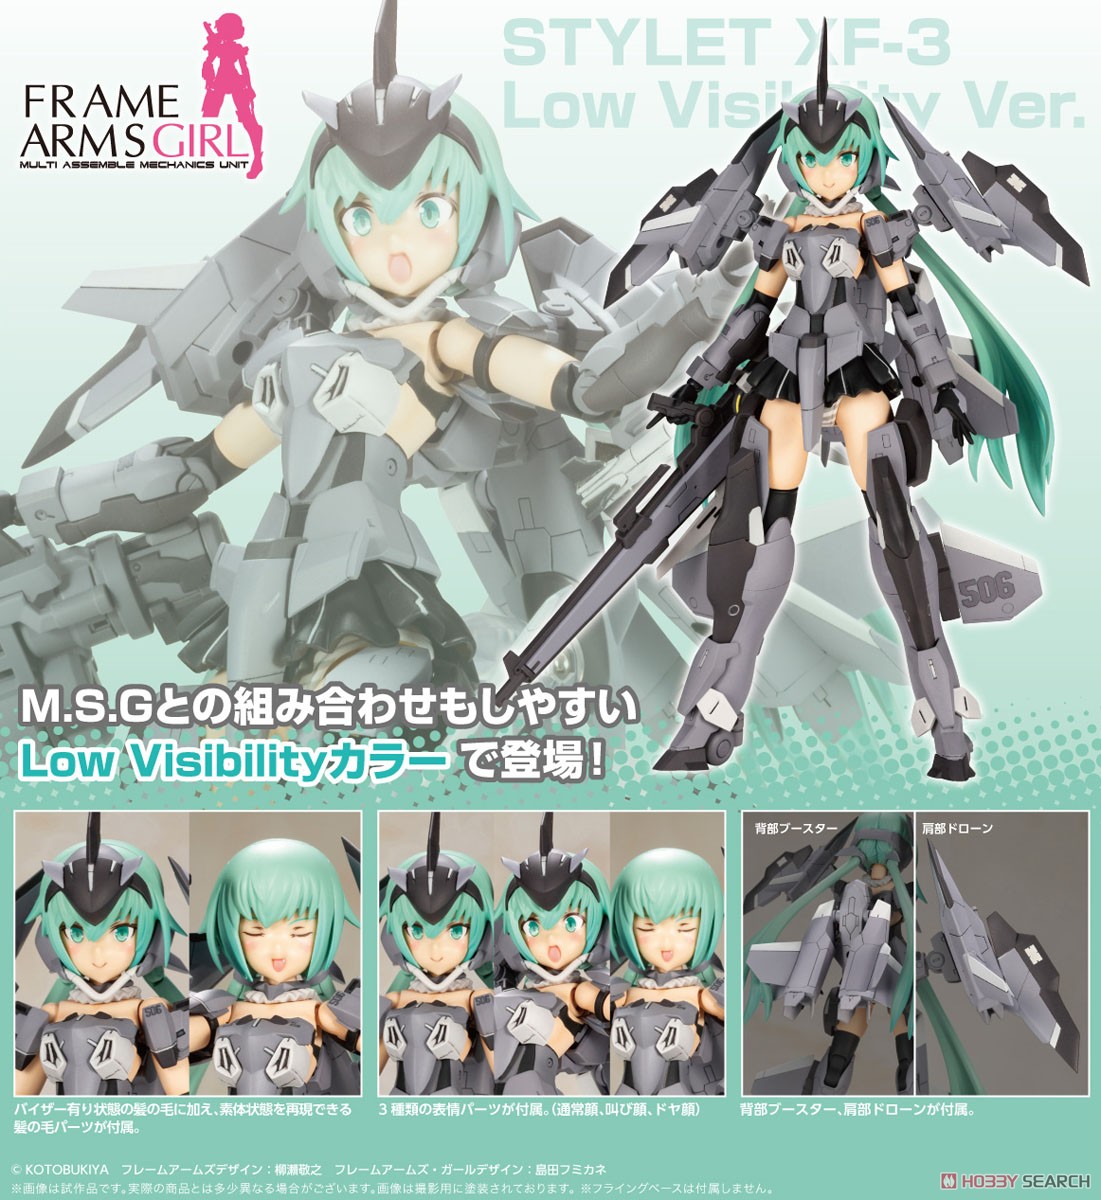 STYLET XF-3
Low Visibility Ver.
FRAME
ARMSGIRL
MULTI ASSEMBLE MECHANICS UNIT
506
506
M.S.Gとの組み合わせもしやすい
Low Visibilityカラーで登場!
背部ブースター
肩部ドローン
506
506
バイザー有り状態の髪の毛に加え、素体状態を再現できる
髪の毛パーツが付属。
3種類の表情パーツが付属。(通常顔、叫び顔、ドヤ顔)
背部ブースター、肩部ドローンが付属。
© KOTOBUKIYA フレームアームズデザイン：柳瀬敬之 フレームアームズ・ガールデザイン：島田フミカネ
※画像は試作品です。実際の商品とは多少異なる場合がございます。画像は撮影用に塗装されております。※フライングベースは付属しません。
HOBBY SEARCH